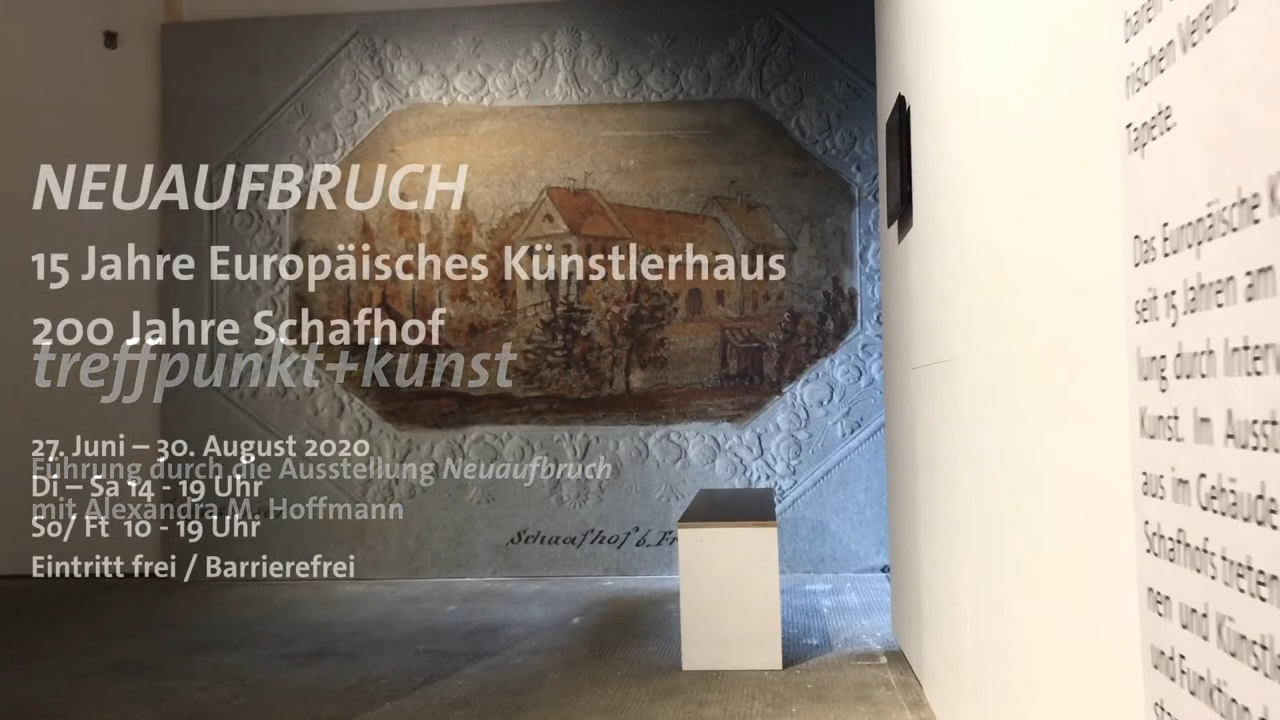 NEUAUFBRUCH
15 Jahre Europäisches Künstlerhaus
200 Jahre Schafhof
treffpunkt+kunst
27. Juni – 30. August 2020
Führung durch die Ausstellung Neuaufbruch
Di – Sa 14 - 19 Uhr
mit Alexandra M. Hoffmann
So/ Ft 10 - 19 Uhr
Eintritt frei / Barrierefrei
Schaafhof b.
rischen Vereins
Tapete.
Das Europäische
seit 15 Jahren am
lung durch
Kunst. Im
aus im Gebäude
Schafhofs treten
nen und
und Funktion